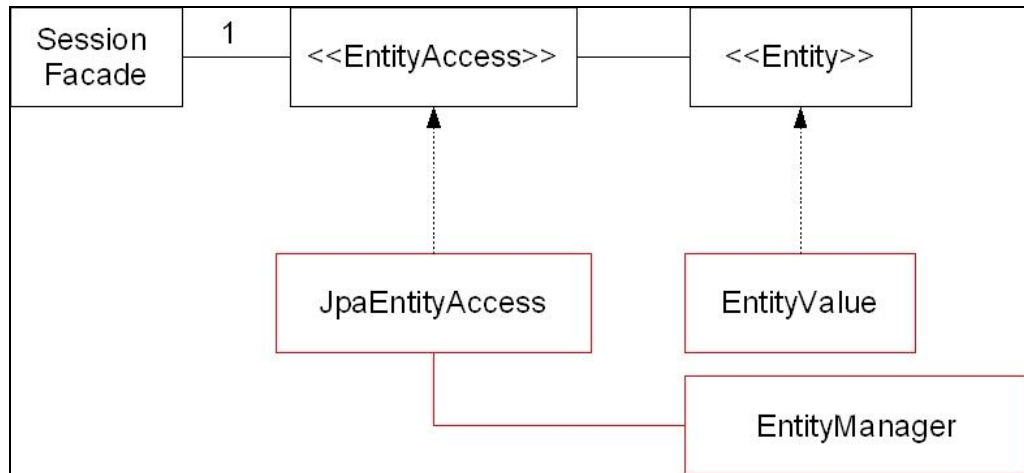 Session
Facade
1
<<EntityAccess>>
<<Entity>>
JpaEntityAccess
EntityValue
EntityManager